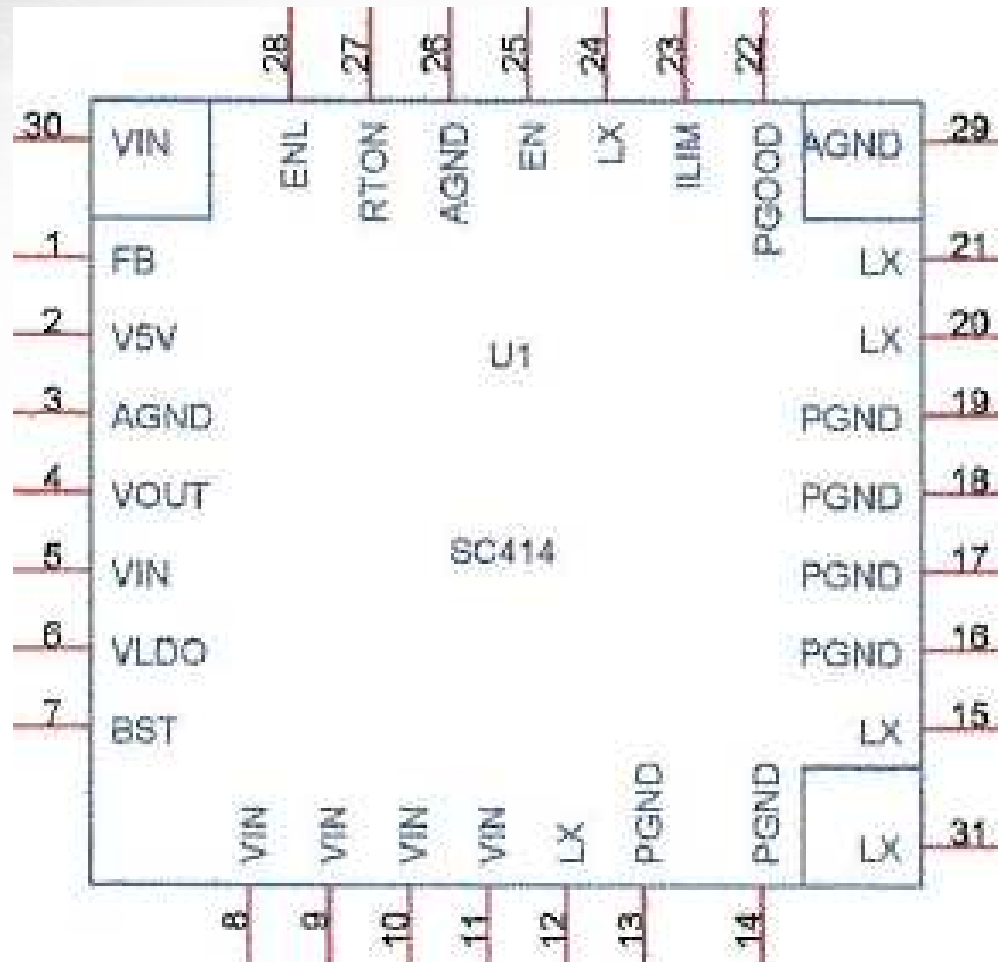 28 27 26 25 24 23 22
30 VIN ENL RTON AGND EN LX ILIM PGOOD AGND 29
1 FB LX 21
2 V5V LX 20
U1
3 AGND PGND 19
4 VOUT PGND 18
SC414
5 VIN PGND 17
6 VLDO PGND 16
7 BST LX 15
VIN VIN VIN VIN LX PGND PGND LX 31
8 9 10 11 12 13 14